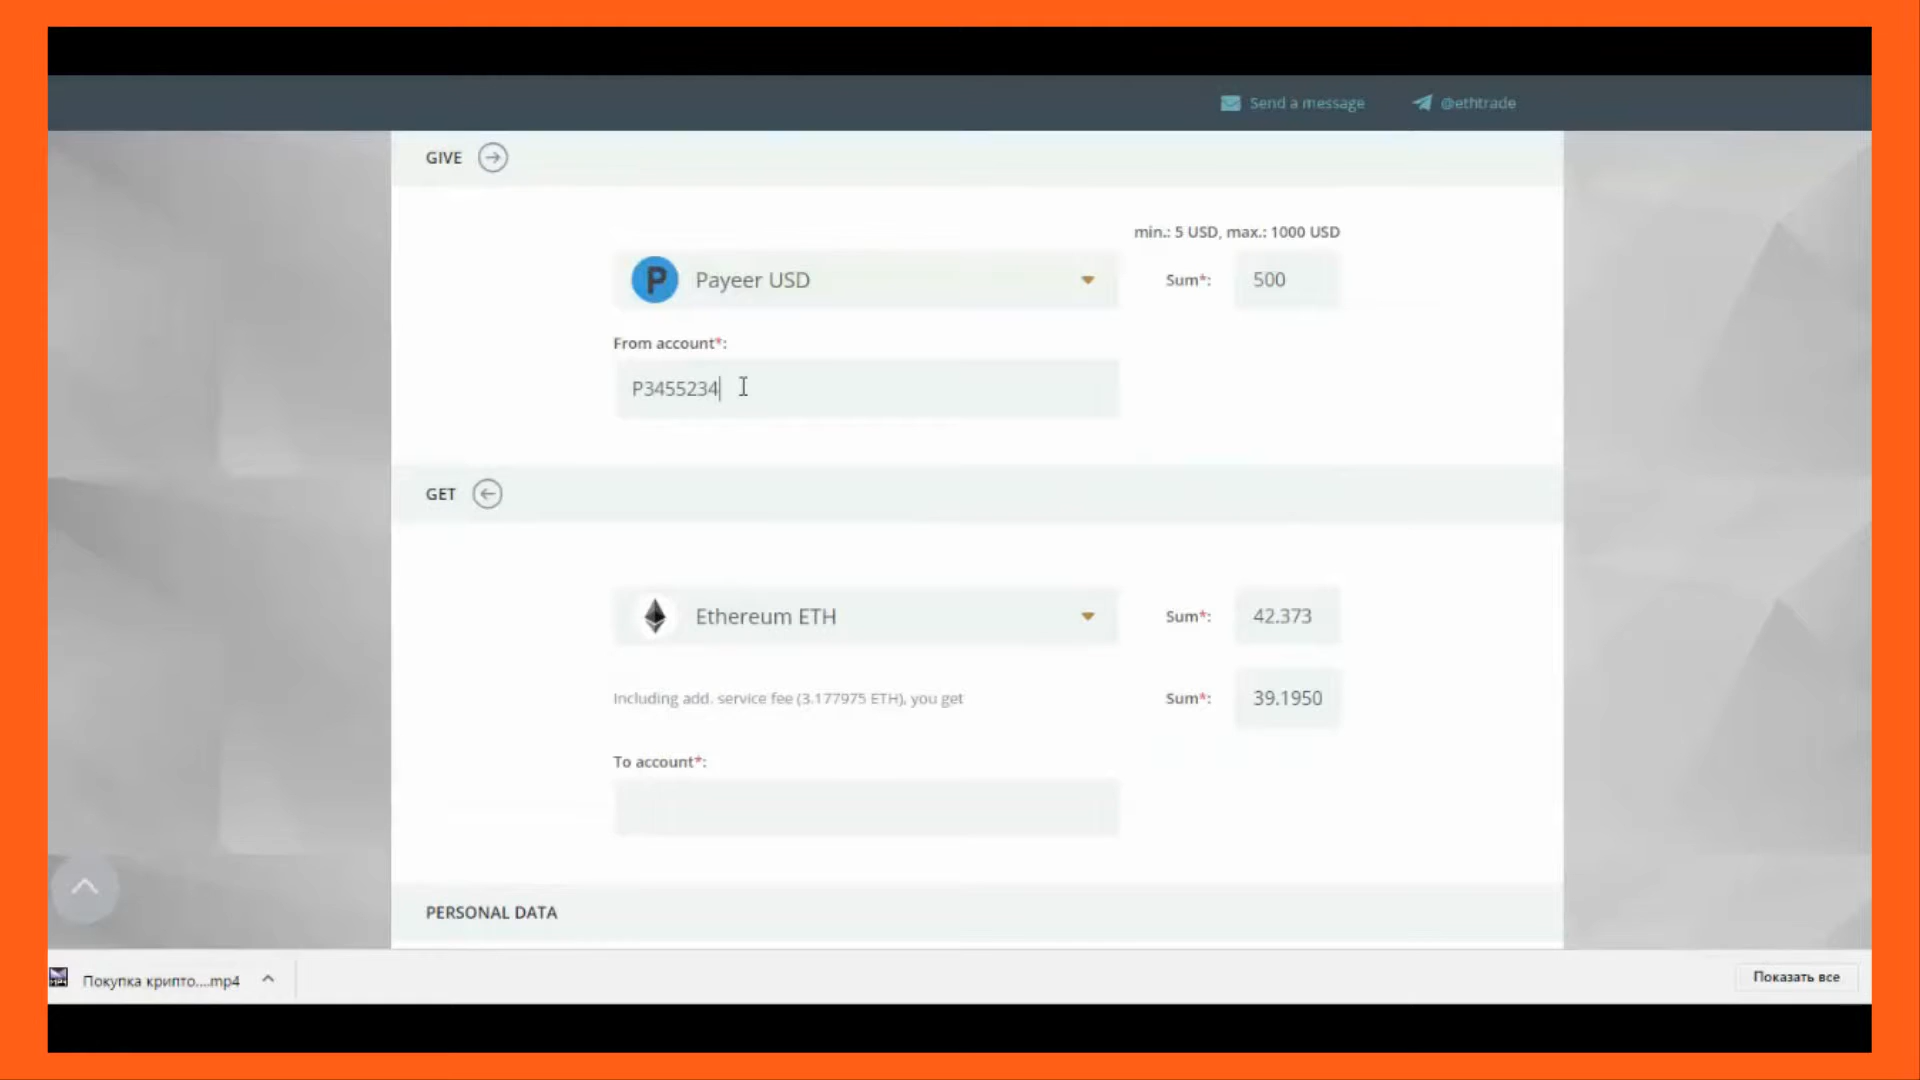 Send a message @ethtrade
GIVE
min.: 5 USD, max.: 1000 USD
P Payeer USD Sum*: 500
From account*:
P3455234
GET
Ethereum ETH Sum*: 42.373
Including add. service fee (3.177975 ETH), you get Sum*: 39.1950
To account*:
PERSONAL DATA
Покупка крипто....mp4 Показать все